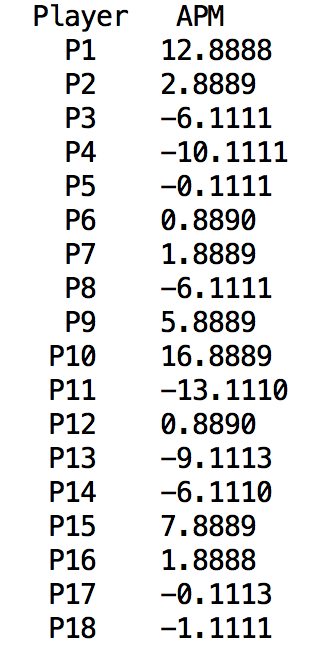 Player APM
P1 12.8888
P2 2.8889
P3 −6.1111
P4 −10.1111
P5 −0.1111
P6 0.8890
P7 1.8889
P8 −6.1111
P9 5.8889
P10 16.8889
P11 −13.1110
P12 0.8890
P13 −9.1113
P14 −6.1110
P15 7.8889
P16 1.8888
P17 −0.1113
P18 −1.1111